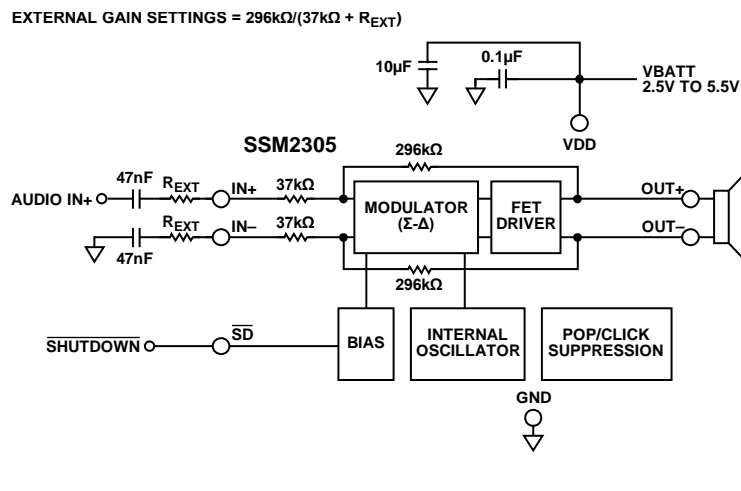 EXTERNAL GAIN SETTINGS = 296kΩ/(37kΩ + REXT)
10µF
0.1µF
VBATT
2.5V TO 5.5V
VDD
SSM2305
296kΩ
AUDIO IN+
47nF
REXT
IN+
37kΩ
MODULATOR
(Σ-Δ)
FET
DRIVER
OUT+
47nF
REXT
IN–
37kΩ
OUT–
296kΩ
SHUTDOWN
SD
BIAS
INTERNAL
OSCILLATOR
POP/CLICK
SUPPRESSION
GND